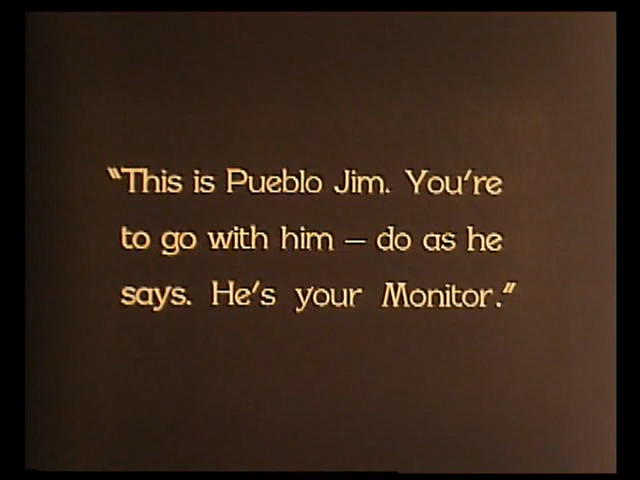 “This is Pueblo Jim. You're
to go with him — do as he
says. He's your Monitor.”